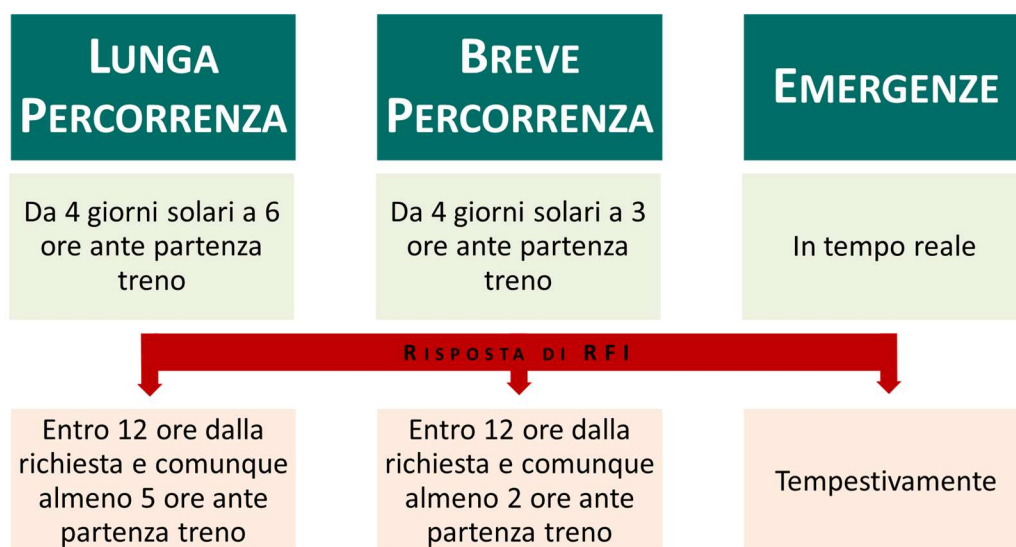 LUNGA
PERCORRENZA
BREVE
PERCORRENZA
EMERGENZE
Da 4 giorni solari a 6
ore ante partenza
treno
Da 4 giorni solari a 3
ore ante partenza
treno
In tempo reale
RISPOSTA DI RFI
Entro 12 ore dalla
richiesta e comunque
almeno 5 ore ante
partenza treno
Entro 12 ore dalla
richiesta e comunque
almeno 2 ore ante
partenza treno
Tempestivamente